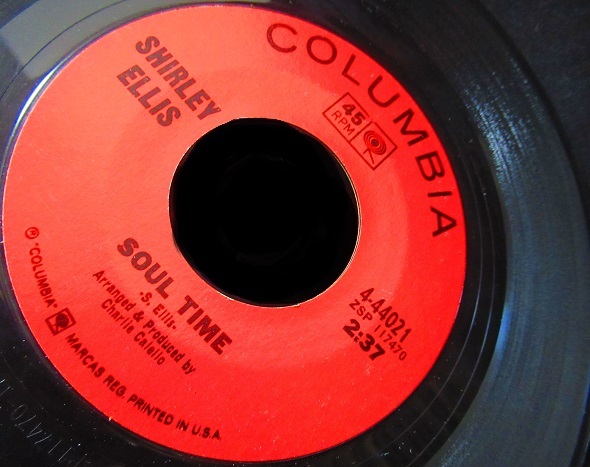 COLUMBIA
SHIRLEY
ELLIS
45
RPM
SOUL TIME
-S. Ellis-
Arranged & Produced by
Charlie Calello
4-44021
ZSP 117470
2:37
℗ "COLUMBIA" MARCAS REG. PRINTED IN U.S.A.